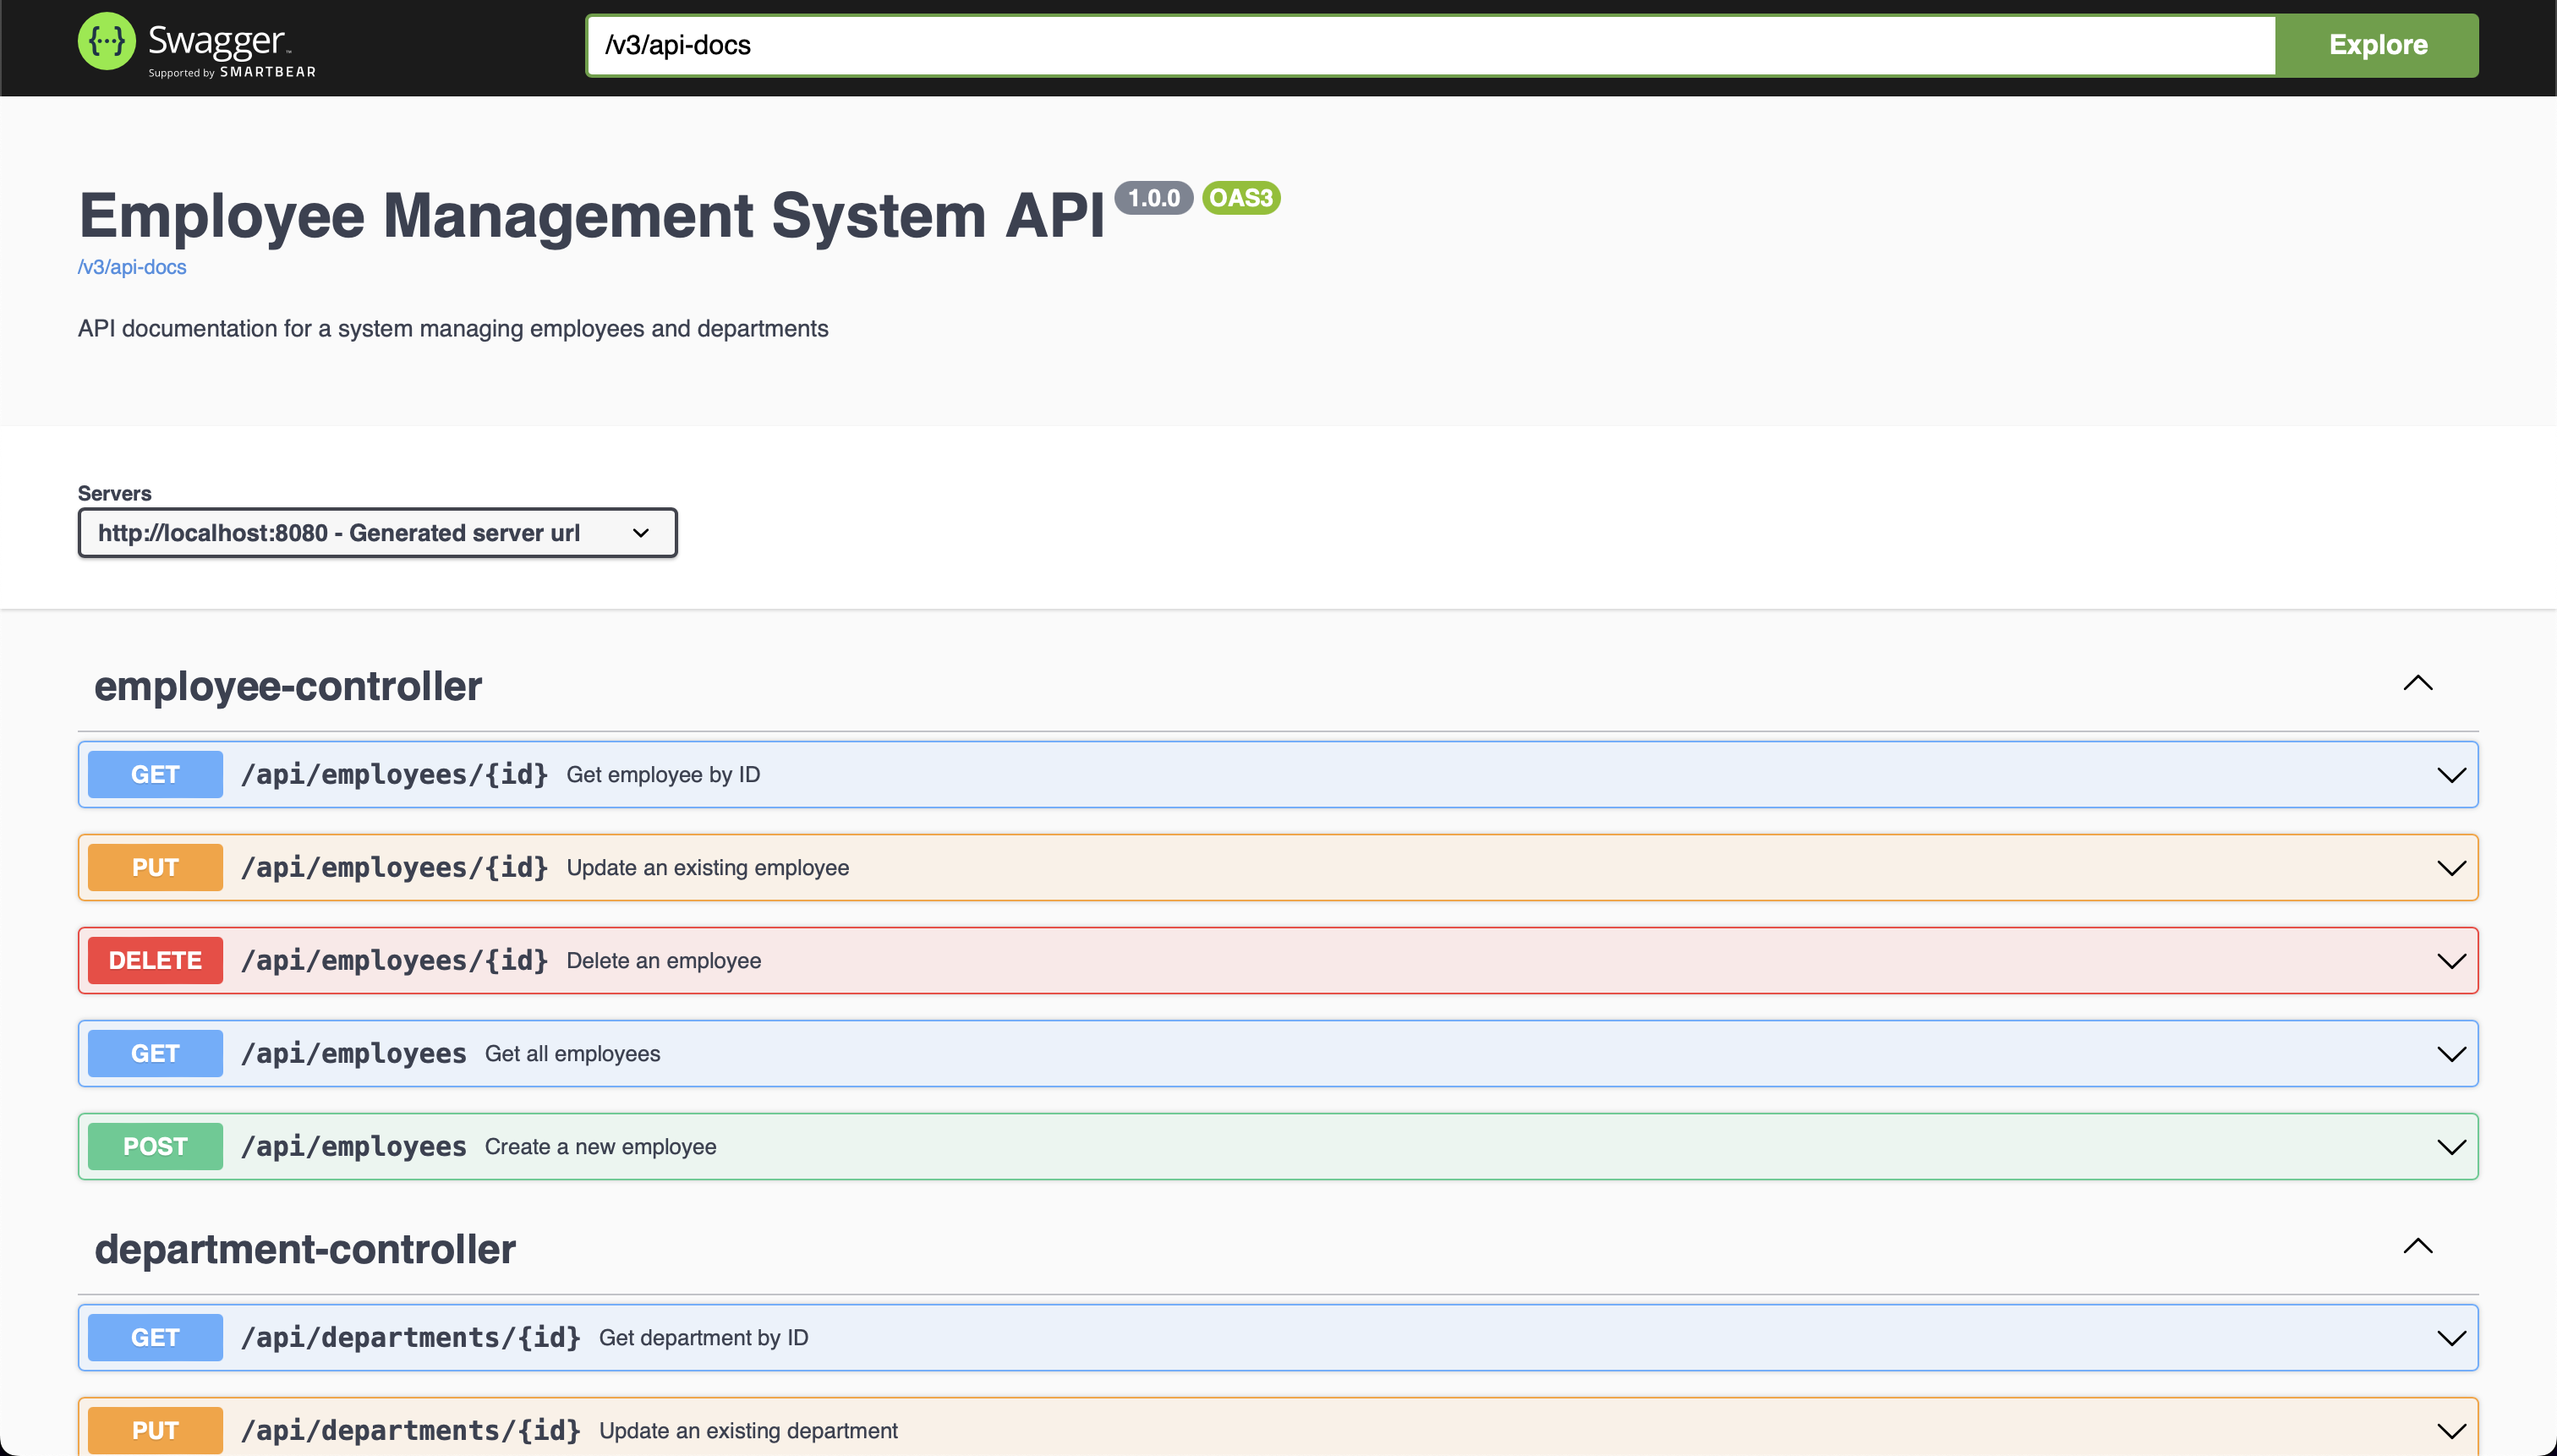 Swagger™
Supported by SMARTBEAR
/v3/api-docs
Explore
Employee Management System API 1.0.0 OAS3
/v3/api-docs
API documentation for a system managing employees and departments
Servers
http://localhost:8080 - Generated server url
employee-controller
GET /api/employees/{id} Get employee by ID
PUT /api/employees/{id} Update an existing employee
DELETE /api/employees/{id} Delete an employee
GET /api/employees Get all employees
POST /api/employees Create a new employee
department-controller
GET /api/departments/{id} Get department by ID
PUT /api/departments/{id} Update an existing department